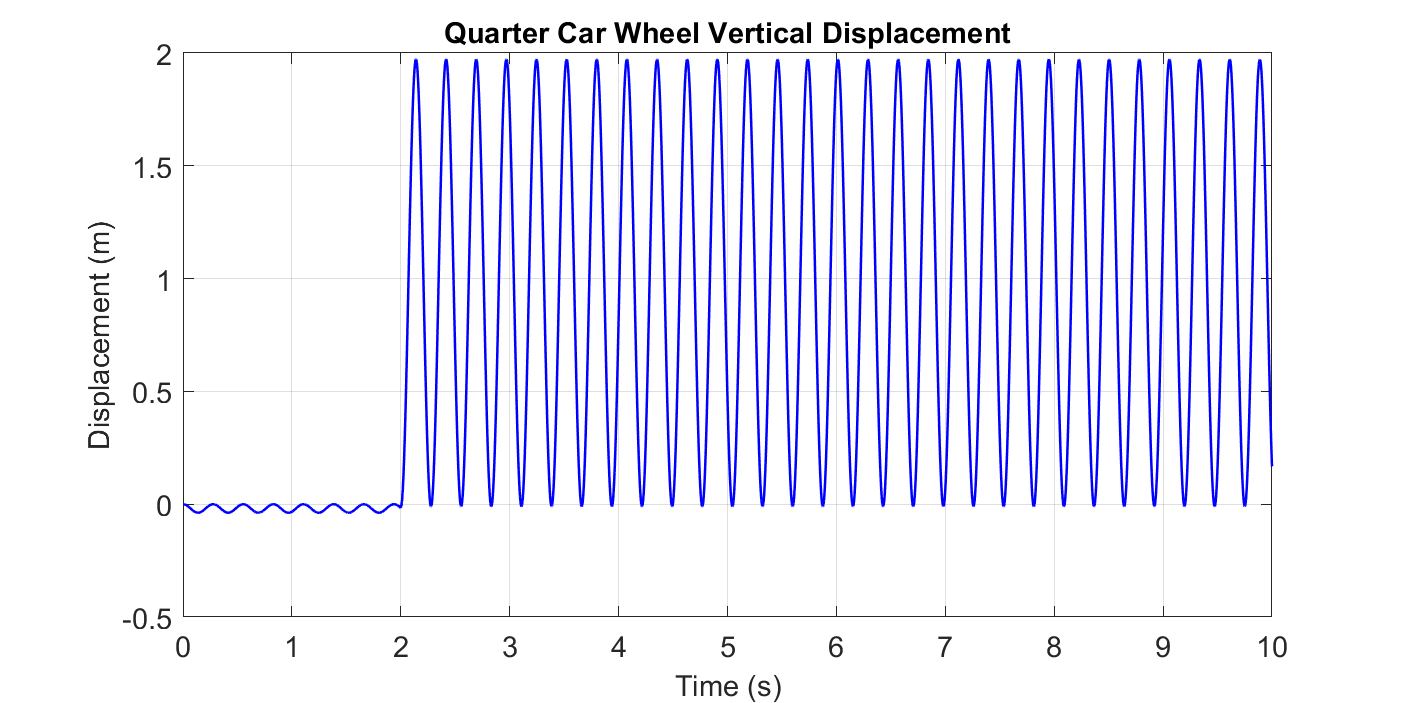 Quarter Car Wheel Vertical Displacement
2
1.5
1
0.5
0
-0.5
Displacement (m)
0 1 2 3 4 5 6 7 8 9 10
Time (s)